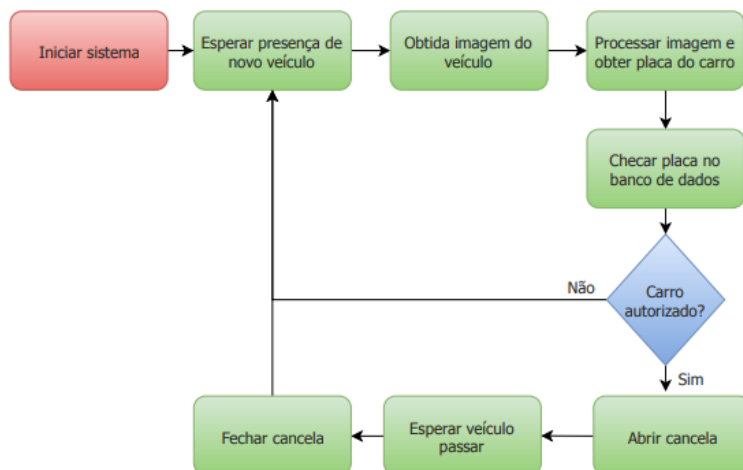 Iniciar sistema
Esperar presença de
novo veículo
Obtida imagem do
veículo
Processar imagem e
obter placa do carro
Checar placa no
banco de dados
Não
Carro
autorizado?
Sim
Abrir cancela
Esperar veículo
passar
Fechar cancela